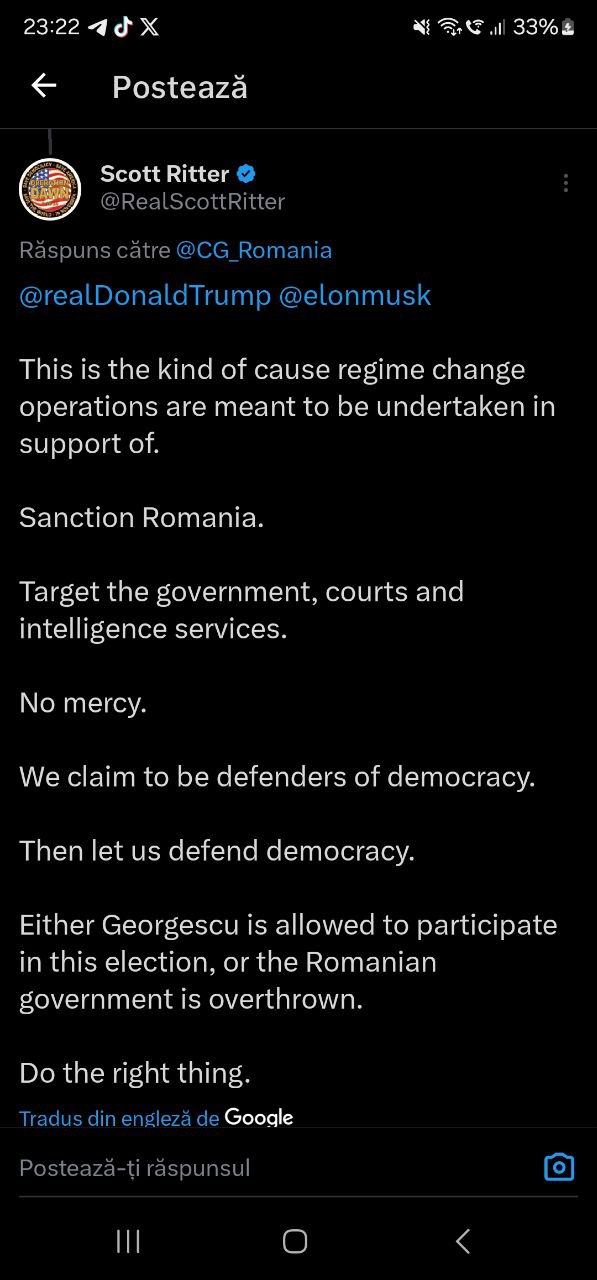 23:22
33%
Postează
Scott Ritter
@RealScottRitter
Răspuns către @CG_Romania
@realDonaldTrump @elonmusk
This is the kind of cause regime change
operations are meant to be undertaken in
support of.
Sanction Romania.
Target the government, courts and
intelligence services.
No mercy.
We claim to be defenders of democracy.
Then let us defend democracy.
Either Georgescu is allowed to participate
in this election, or the Romanian
government is overthrown.
Do the right thing.
Tradus din engleză de Google
Postează-ți răspunsul